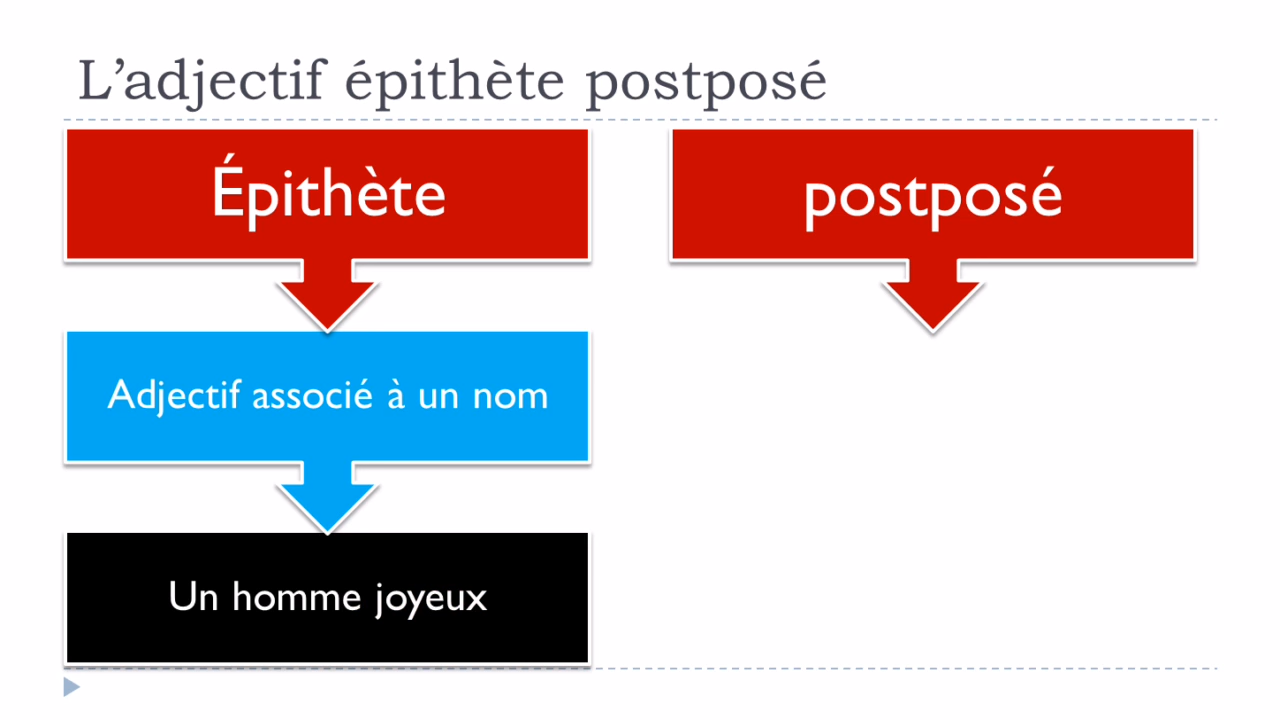 L’adjectif épithète postposé
Épithète
postposé
Adjectif associé à un nom
Un homme joyeux